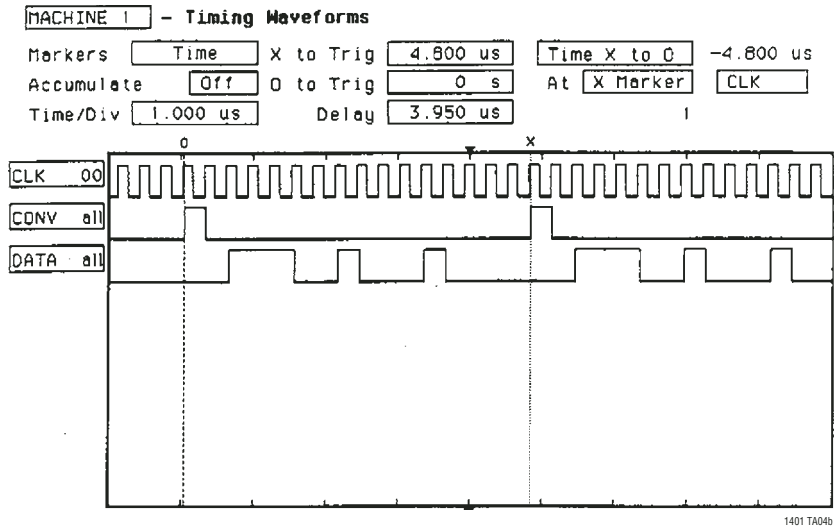 MACHINE 1 - Timing Waveforms
Markers Time X to Trig 4.800 us Time X to O -4.800 us
Accumulate Off O to Trig 0 s At X Marker CLK
Time/Div 1.000 us Delay 3.950 us 1
O X
CLK 00
CONV all
DATA all
1401 TA04b